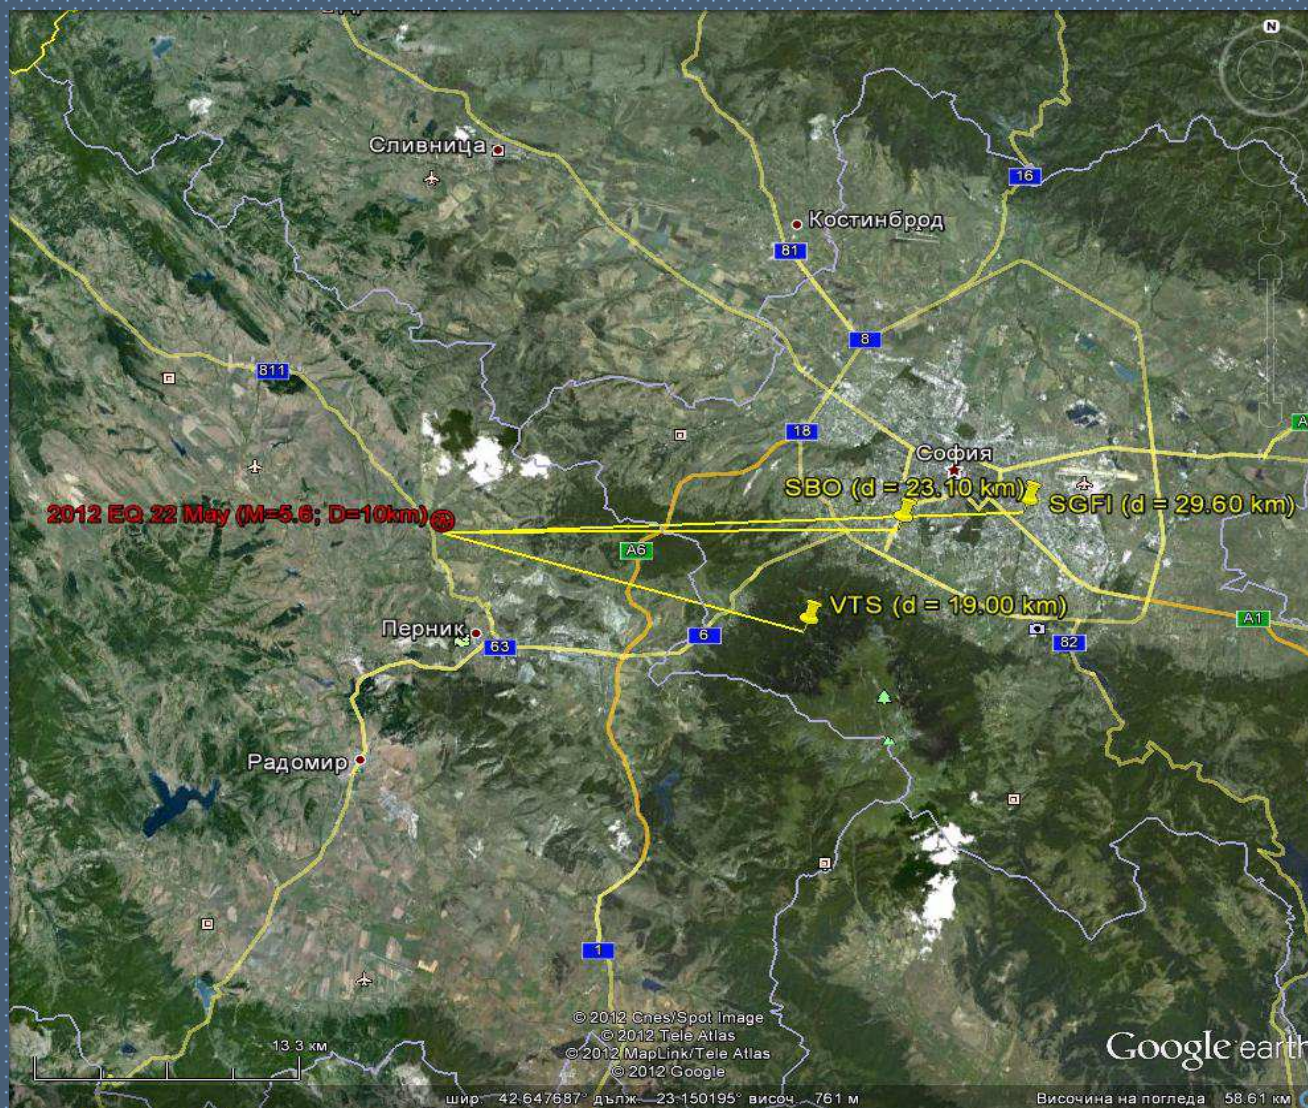 N
Сливница
16
Костинброд
81
8
811
18
София
SBO (d = 23.10 km)
SGFI (d = 29.60 km)
2012 EQ 22 May (M=5.6; D=10km)
A6
VTS (d = 19.00 km)
Перник
63
6
A1
82
Радомир
1
© 2012 Cnes/Spot Image
© 2012 Tele Atlas
© 2012 MapLink/Tele Atlas
© 2012 Google
13.3 км
Google earth
шир. 42.647687° дълж. 23.150195° височ 761 м
Височина на погледа 58.61 км